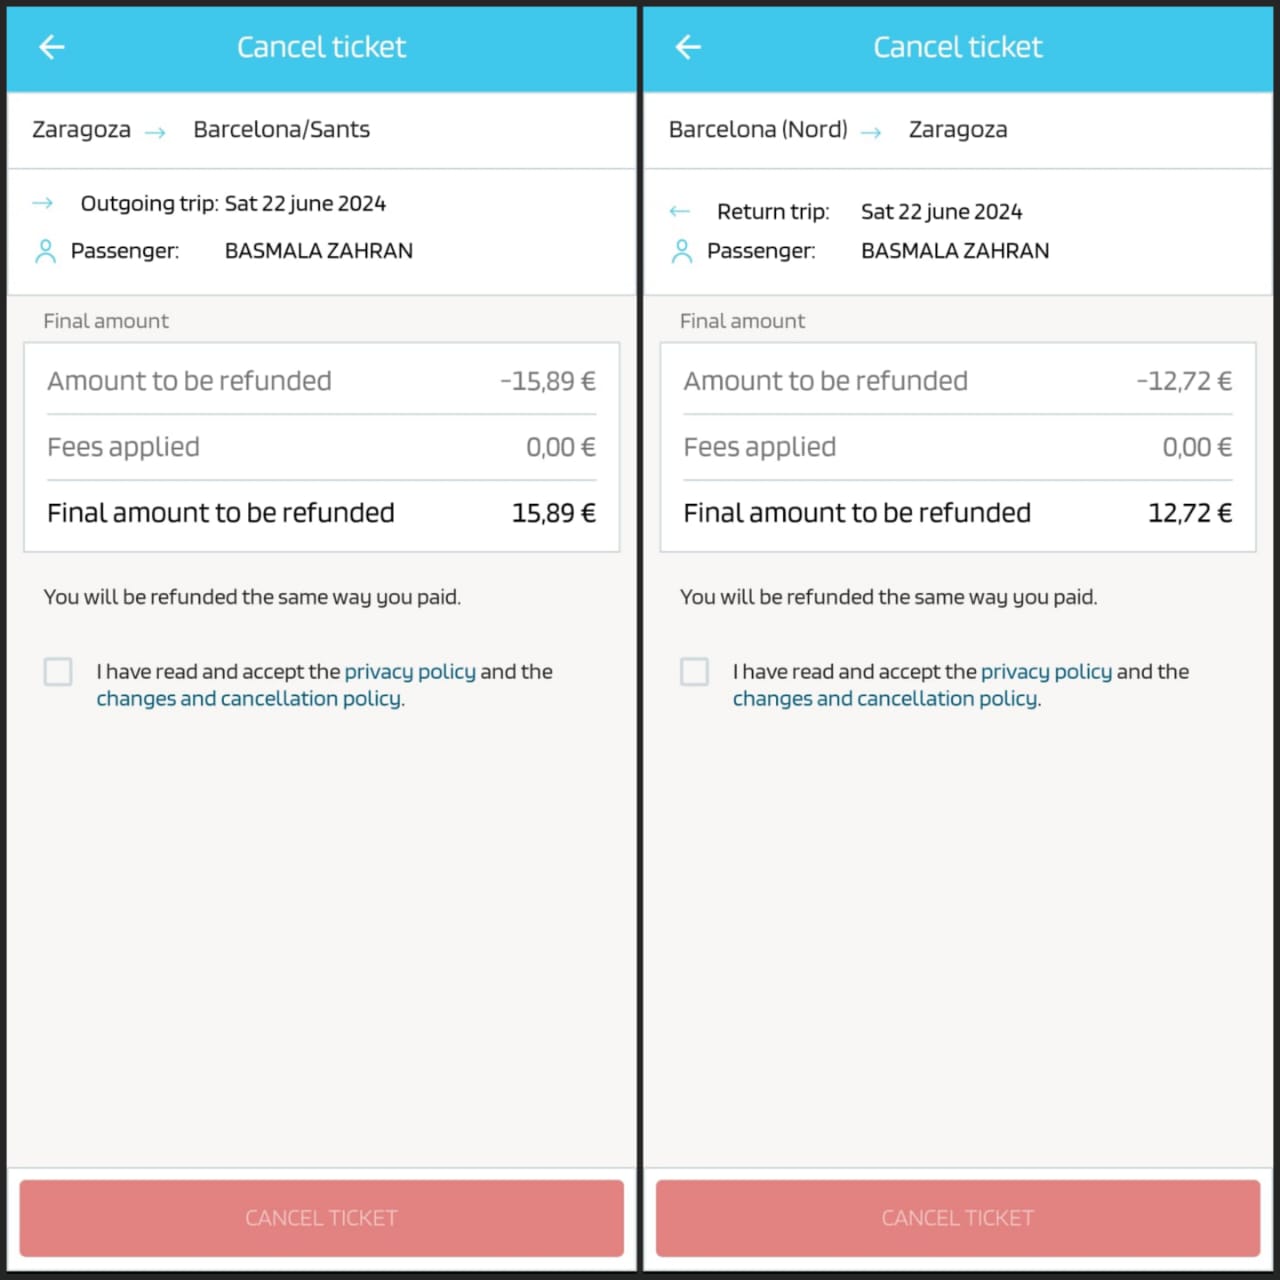 Cancel ticket
Zaragoza → Barcelona/Sants
→ Outgoing trip: Sat 22 june 2024
Passenger: BASMALA ZAHRAN
Final amount
Amount to be refunded -15,89 €
Fees applied 0,00 €
Final amount to be refunded 15,89 €
You will be refunded the same way you paid.
I have read and accept the privacy policy and the
changes and cancellation policy.
CANCEL TICKET
Cancel ticket
Barcelona (Nord) → Zaragoza
← Return trip: Sat 22 june 2024
Passenger: BASMALA ZAHRAN
Final amount
Amount to be refunded -12,72 €
Fees applied 0,00 €
Final amount to be refunded 12,72 €
You will be refunded the same way you paid.
I have read and accept the privacy policy and the
changes and cancellation policy.
CANCEL TICKET